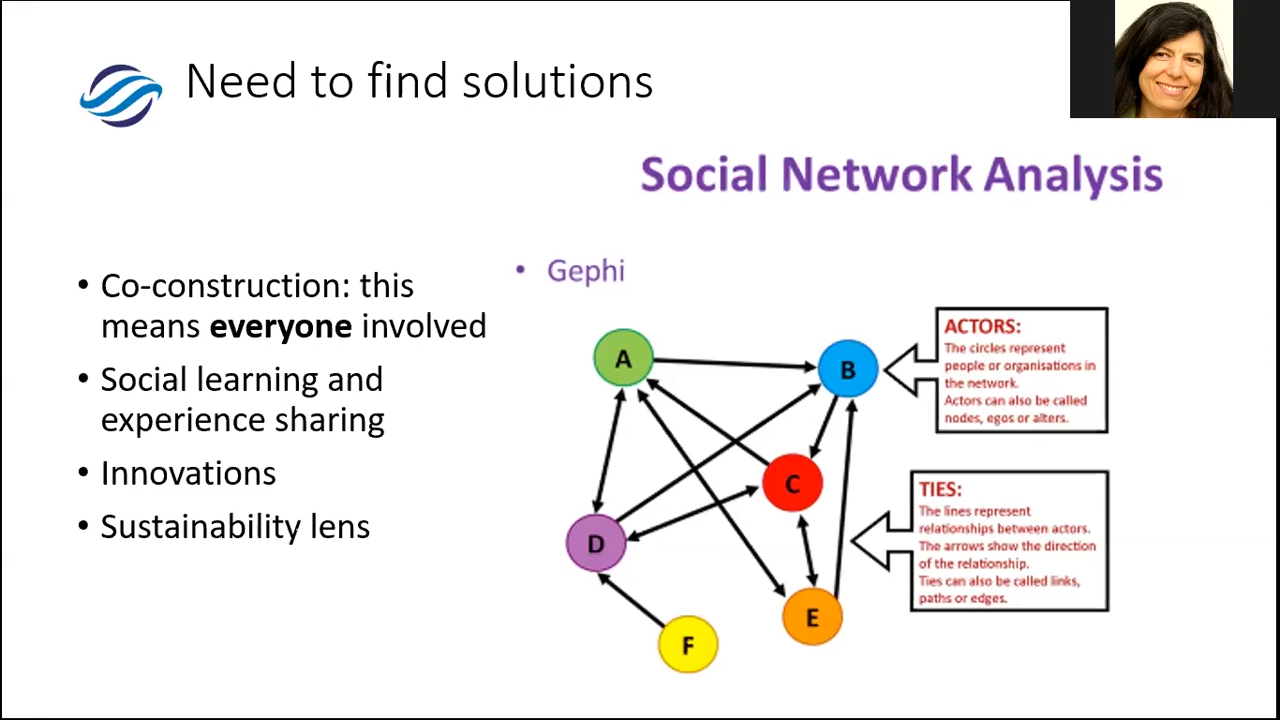 Need to find solutions
Social Network Analysis
• Co-construction: this
means everyone involved
• Social learning and
experience sharing
• Innovations
• Sustainability lens
• Gephi
A
B
C
D
E
F
ACTORS:
The circles represent
people or organisations in
the network.
Actors can also be called
nodes, egos or alters.
TIES:
The lines represent
relationships between actors.
The arrows show the direction
of the relationship.
Ties can also be called links,
paths or edges.